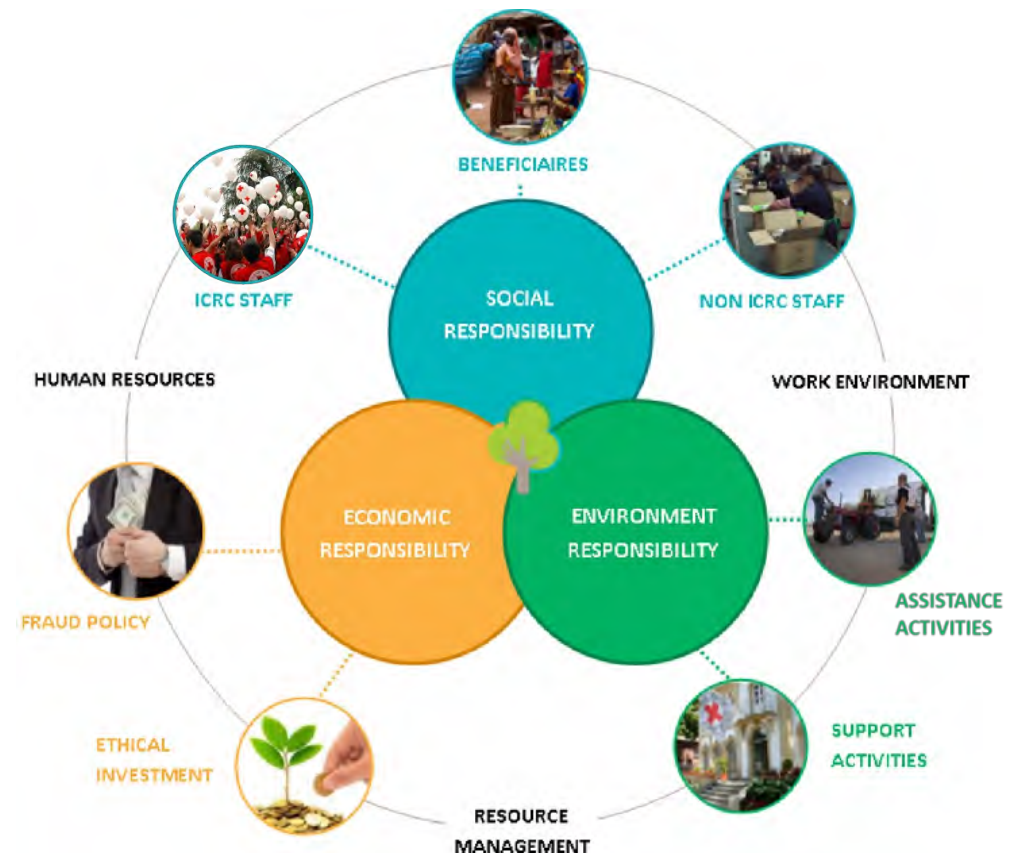 BENEFICIAIRES
ICRC STAFF
NON ICRC STAFF
SOCIAL
RESPONSIBILITY
HUMAN RESOURCES
WORK ENVIRONMENT
ECONOMIC
RESPONSIBILITY
ENVIRONMENT
RESPONSIBILITY
FRAUD POLICY
ASSISTANCE
ACTIVITIES
ETHICAL
INVESTMENT
SUPPORT
ACTIVITIES
RESOURCE
MANAGEMENT